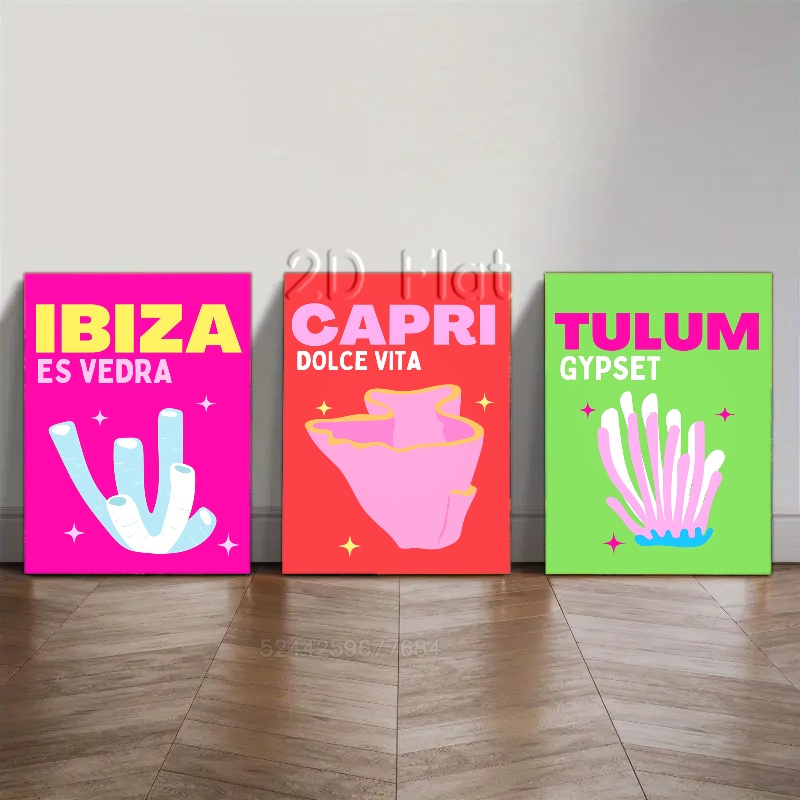 2D Flat
IBIZA
ES VEDRA
CAPRI
DOLCE VITA
TULUM
GYPSET
5244259677684